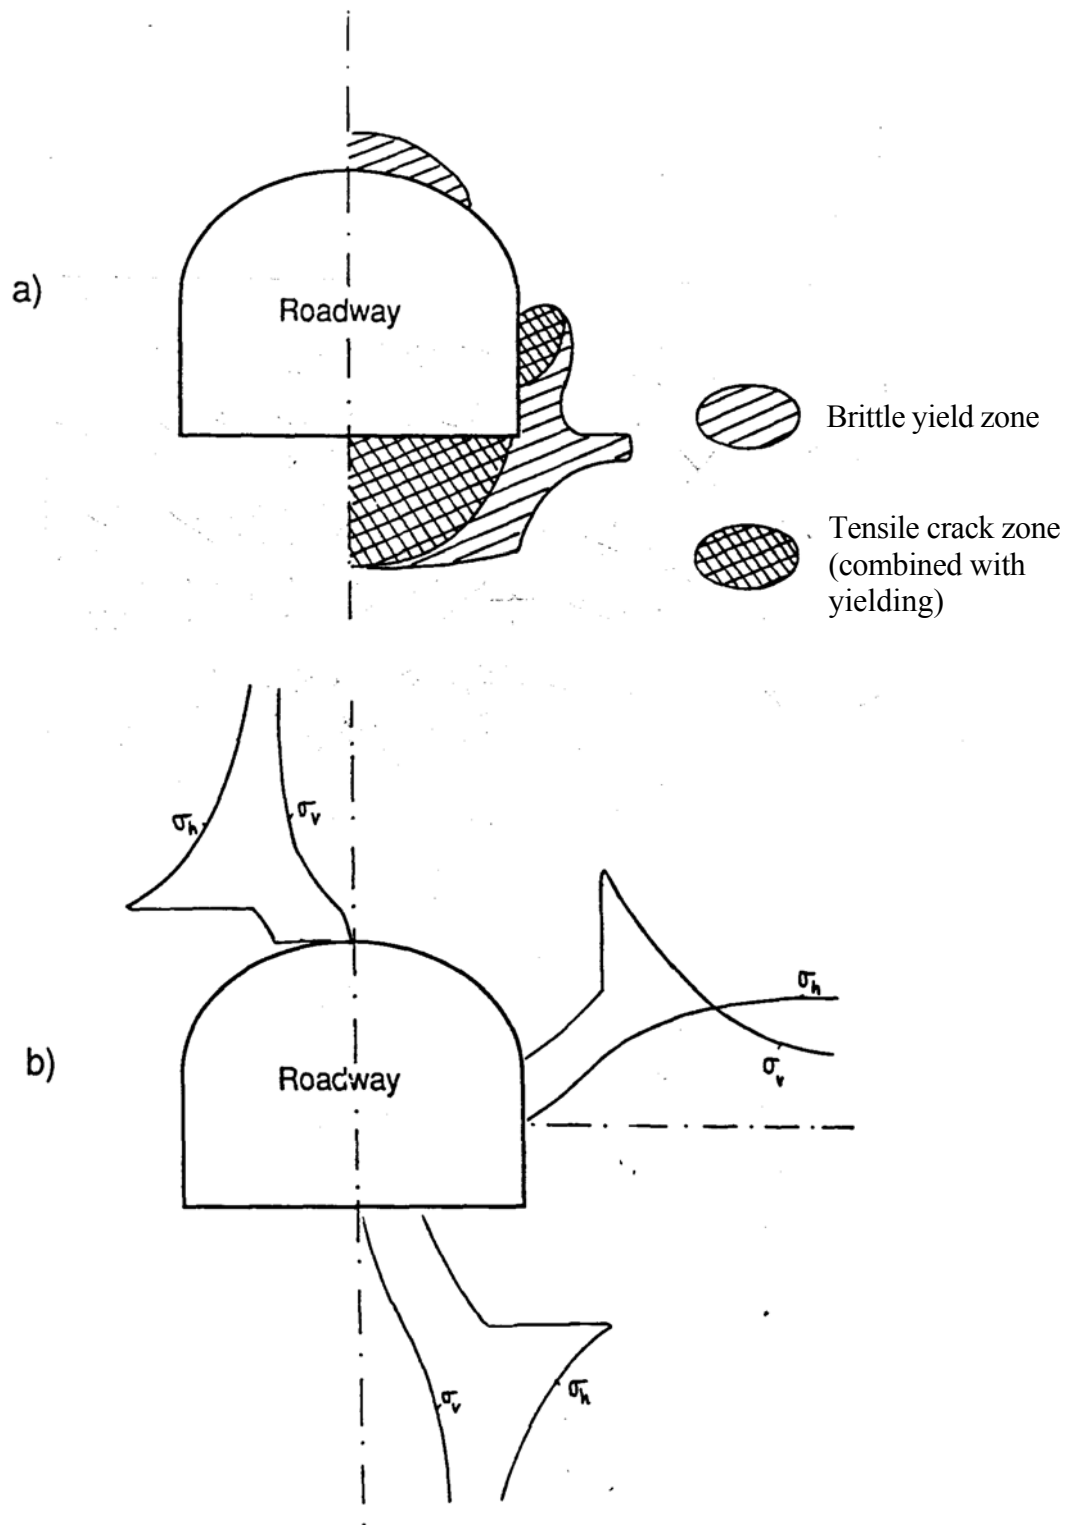 a)
Roadway
Brittle yield zone
Tensile crack zone
(combined with
yielding)
σh
σv
σh
σv
b)
Roadway
σv
σh